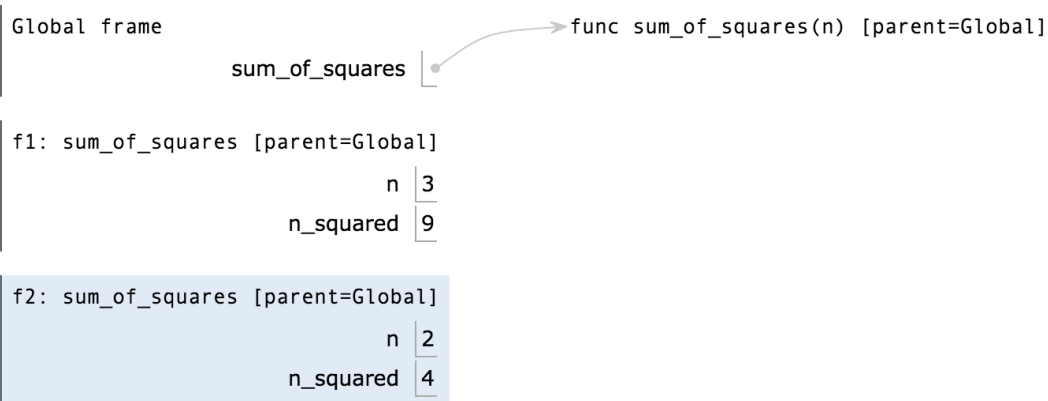 Global frame
func sum_of_squares(n) [parent=Global]
sum_of_squares
f1: sum_of_squares [parent=Global]
n 3
n_squared 9
f2: sum_of_squares [parent=Global]
n 2
n_squared 4